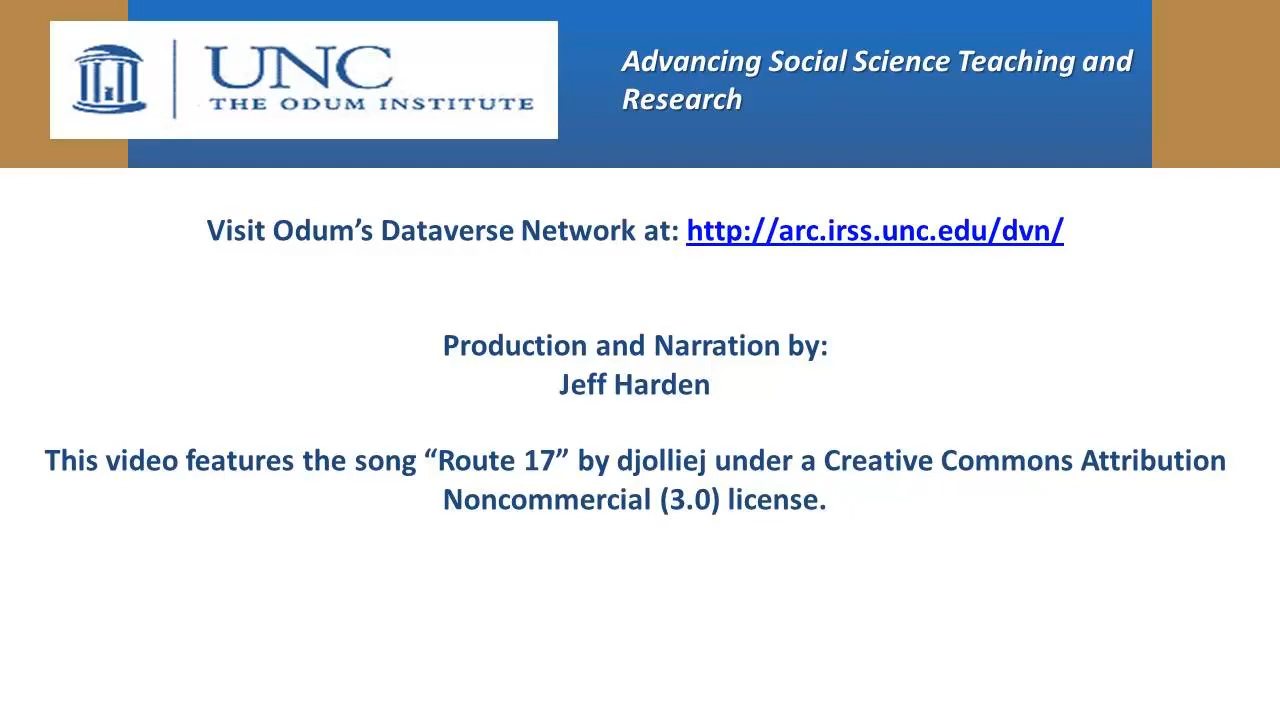 UNC
THE ODUM INSTITUTE
Advancing Social Science Teaching and
Research
Visit Odum’s Dataverse Network at: http://arc.irss.unc.edu/dvn/
Production and Narration by:
Jeff Harden
This video features the song “Route 17” by djolliej under a Creative Commons Attribution
Noncommercial (3.0) license.